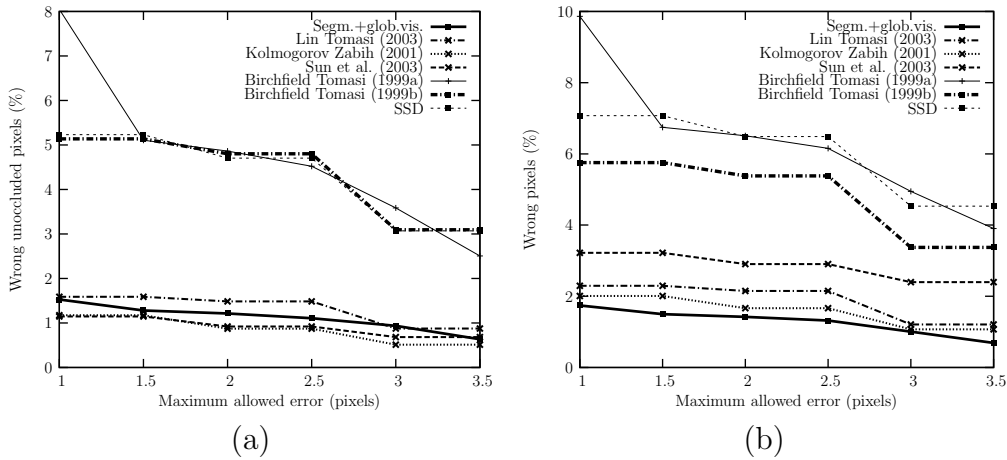 Wrong unoccluded pixels (%)
8
7
6
5
4
3
2
1
0
Segm.+glob.vis.
Lin Tomasi (2003)
Kolmogorov Zabih (2001)
Sun et al. (2003)
Birchfield Tomasi (1999a)
Birchfield Tomasi (1999b)
SSD
1 1.5 2 2.5 3 3.5
Maximum allowed error (pixels)
(a)
Wrong pixels (%)
10
8
6
4
2
0
Segm.+glob.vis.
Lin Tomasi (2003)
Kolmogorov Zabih (2001)
Sun et al. (2003)
Birchfield Tomasi (1999a)
Birchfield Tomasi (1999b)
SSD
1 1.5 2 2.5 3 3.5
Maximum allowed error (pixels)
(b)